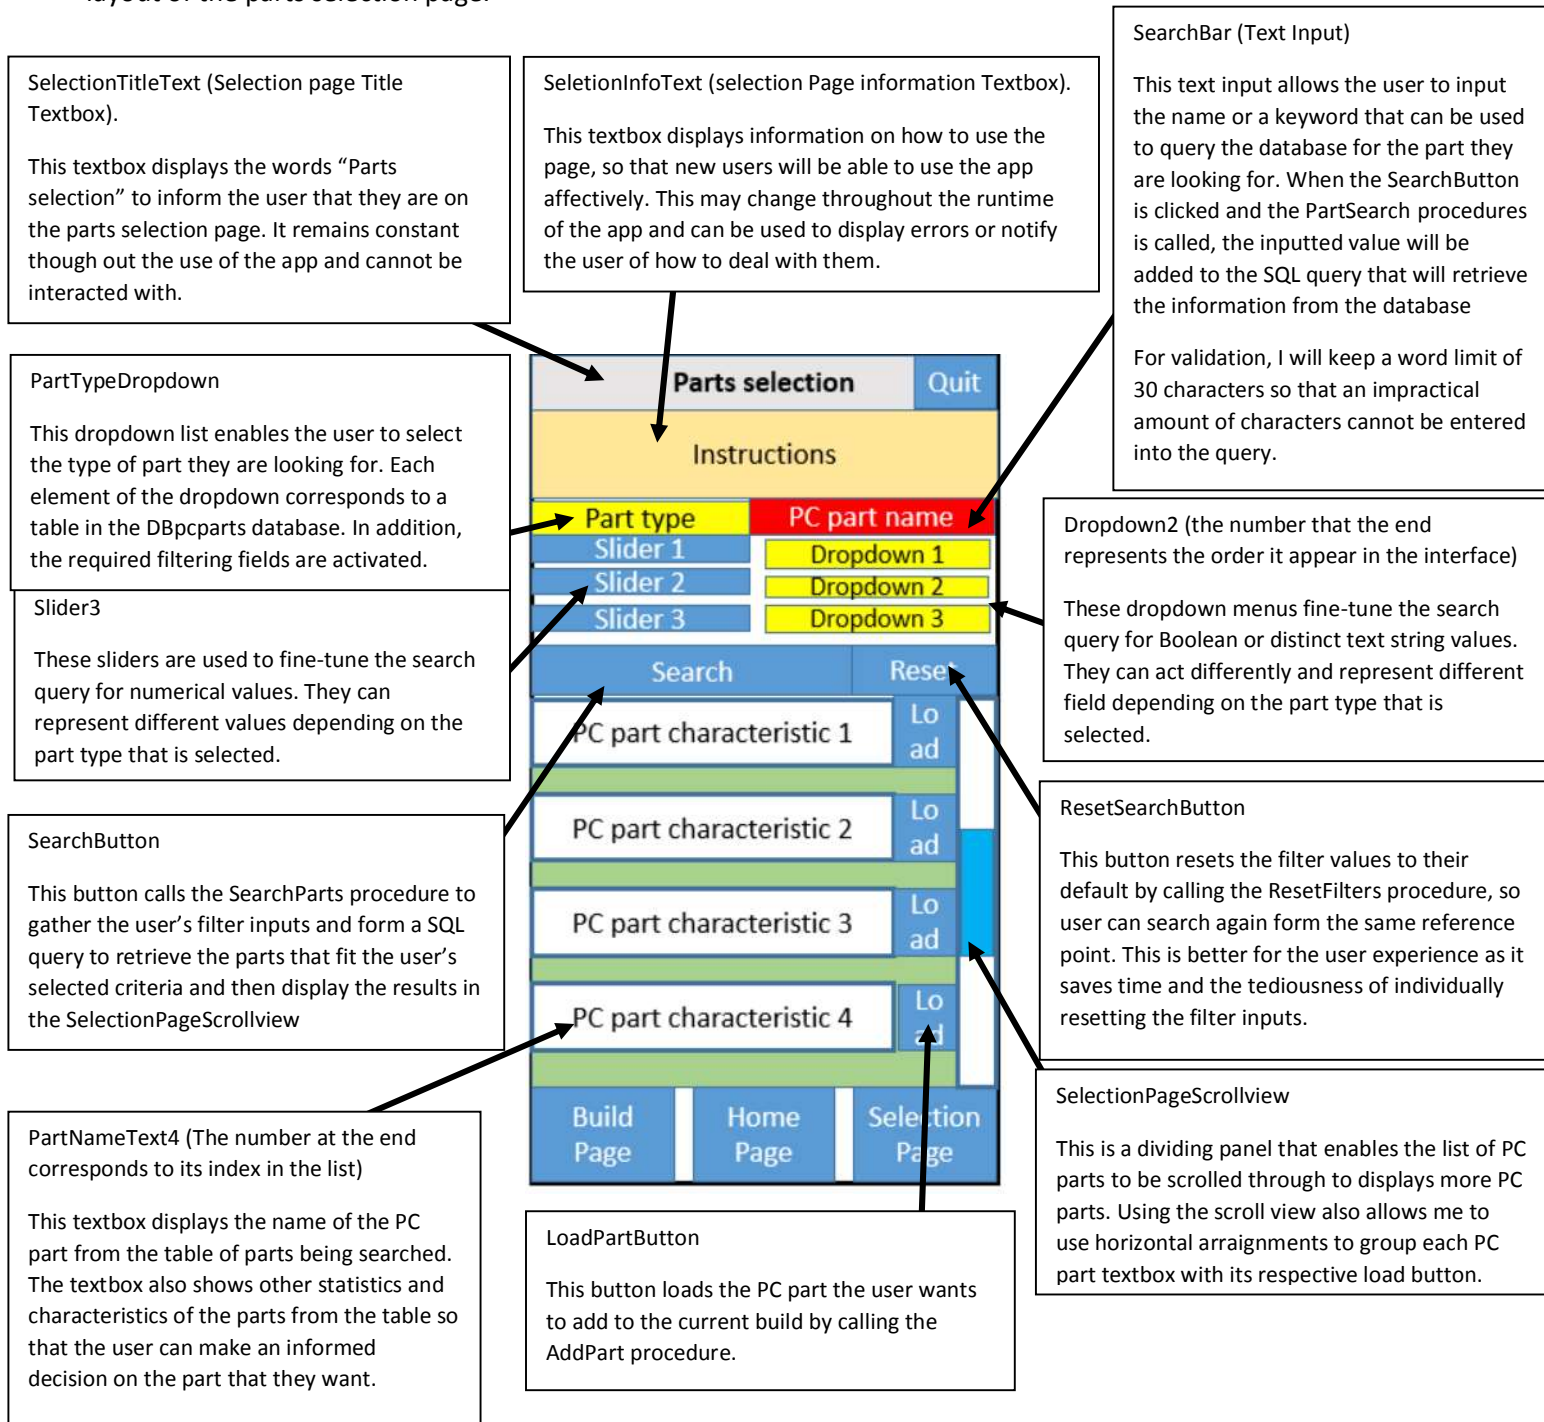 layout of the parts selection page.
SelectionTitleText (Selection page Title
Textbox).
This textbox displays the words “Parts
selection” to inform the user that they are on
the parts selection page. It remains constant
though out the use of the app and cannot be
interacted with.
SeletionInfoText (selection Page information Textbox).
This textbox displays information on how to use the
page, so that new users will be able to use the app
affectively. This may change throughout the runtime
of the app and can be used to display errors or notify
the user of how to deal with them.
SearchBar (Text Input)
This text input allows the user to input
the name or a keyword that can be used
to query the database for the part they
are looking for. When the SearchButton
is clicked and the PartSearch procedures
is called, the inputted value will be
added to the SQL query that will retrieve
the information from the database
For validation, I will keep a word limit of
30 characters so that an impractical
amount of characters cannot be entered
into the query.
PartTypeDropdown
This dropdown list enables the user to select
the type of part they are looking for. Each
element of the dropdown corresponds to a
table in the DBpcparts database. In addition,
the required filtering fields are activated.
Slider3
These sliders are used to fine-tune the search
query for numerical values. They can
represent different values depending on the
part type that is selected.
SearchButton
This button calls the SearchParts procedure to
gather the user’s filter inputs and form a SQL
query to retrieve the parts that fit the user’s
selected criteria and then display the results in
the SelectionPageScrollview
PartNameText4 (The number at the end
corresponds to its index in the list)
This textbox displays the name of the PC
part from the table of parts being searched.
The textbox also shows other statistics and
characteristics of the parts from the table so
that the user can make an informed
decision on the part that they want.
Parts selection
Quit
Instructions
Part type
PC part name
Slider 1
Dropdown 1
Slider 2
Dropdown 2
Slider 3
Dropdown 3
Search
Reset
PC part characteristic 1
Lo
ad
PC part characteristic 2
Lo
ad
PC part characteristic 3
Lo
ad
PC part characteristic 4
Lo
ad
Build
Page
Home
Page
Selection
Page
LoadPartButton
This button loads the PC part the user wants
to add to the current build by calling the
AddPart procedure.
Dropdown2 (the number that the end
represents the order it appear in the interface)
These dropdown menus fine-tune the search
query for Boolean or distinct text string values.
They can act differently and represent different
field depending on the part type that is
selected.
ResetSearchButton
This button resets the filter values to their
default by calling the ResetFilters procedure, so
user can search again form the same reference
point. This is better for the user experience as it
saves time and the tediousness of individually
resetting the filter inputs.
SelectionPageScrollview
This is a dividing panel that enables the list of PC
parts to be scrolled through to displays more PC
parts. Using the scroll view also allows me to
use horizontal arraignments to group each PC
part textbox with its respective load button.